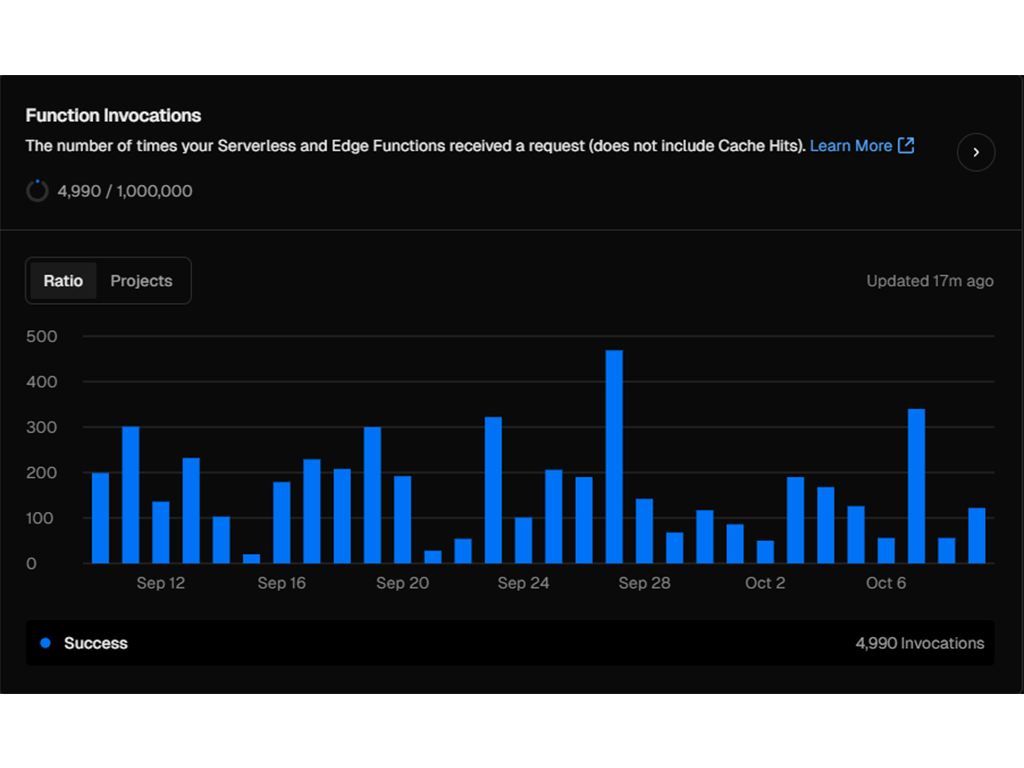 Function Invocations
The number of times your Serverless and Edge Functions received a request (does not include Cache Hits). Learn More
4,990 / 1,000,000
Ratio Projects Updated 17m ago
500
400
300
200
100
0
Sep 12 Sep 16 Sep 20 Sep 24 Sep 28 Oct 2 Oct 6
Success 4,990 Invocations